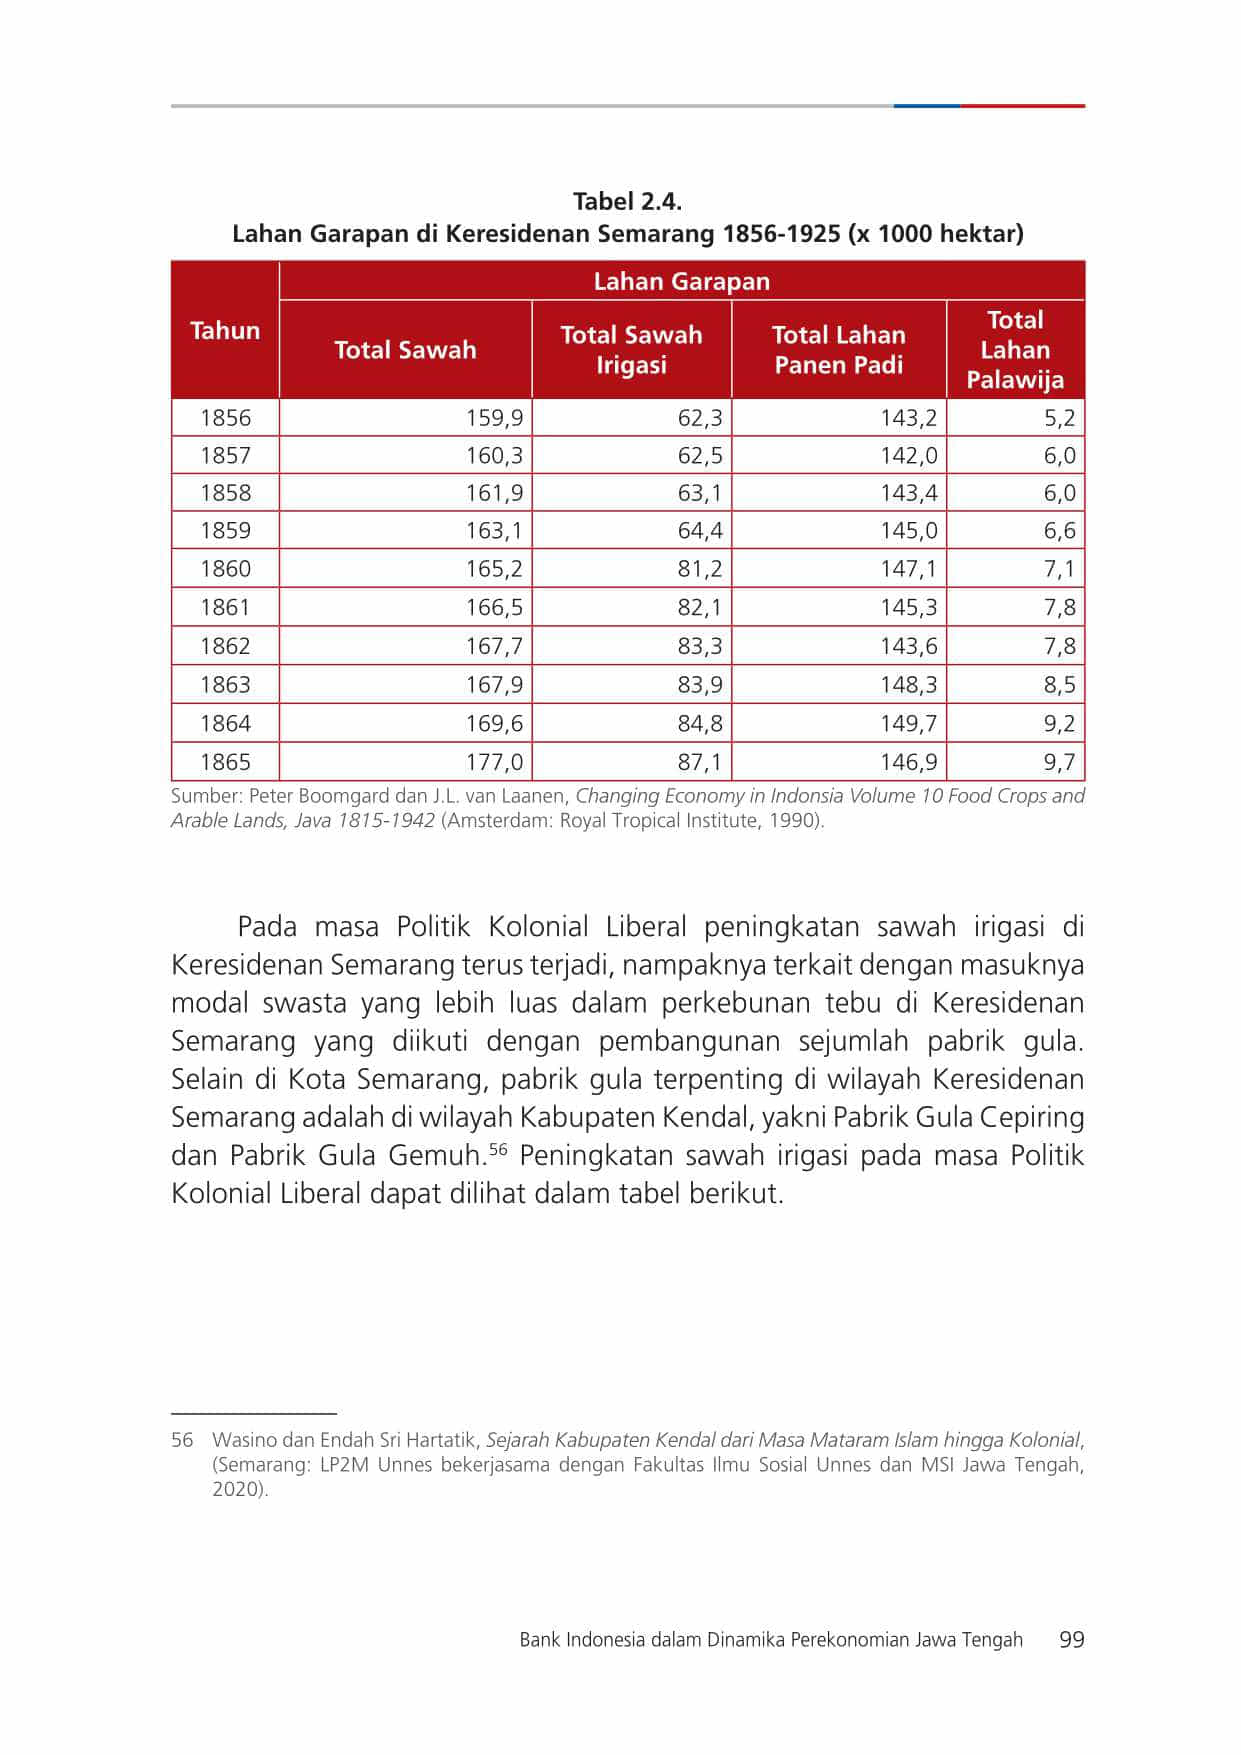 Tabel 2.4.
Lahan Garapan di Keresidenan Semarang 1856-1925 (x 1000 hektar)
Tahun
Lahan Garapan
Total Sawah
Total Sawah
Irigasi
Total Lahan
Panen Padi
Total
Lahan
Palawija
1856 159,9 62,3 143,2 5,2
1857 160,3 62,5 142,0 6,0
1858 161,9 63,1 143,4 6,0
1859 163,1 64,4 145,0 6,6
1860 165,2 81,2 147,1 7,1
1861 166,5 82,1 145,3 7,8
1862 167,7 83,3 143,6 7,8
1863 167,9 83,9 148,3 8,5
1864 169,6 84,8 149,7 9,2
1865 177,0 87,1 146,9 9,7
Sumber: Peter Boomgard dan J.L. van Laanen, Changing Economy in Indonsia Volume 10 Food Crops and
Arable Lands, Java 1815-1942 (Amsterdam: Royal Tropical Institute, 1990).
Pada masa Politik Kolonial Liberal peningkatan sawah irigasi di
Keresidenan Semarang terus terjadi, nampaknya terkait dengan masuknya
modal swasta yang lebih luas dalam perkebunan tebu di Keresidenan
Semarang yang diikuti dengan pembangunan sejumlah pabrik gula.
Selain di Kota Semarang, pabrik gula terpenting di wilayah Keresidenan
Semarang adalah di wilayah Kabupaten Kendal, yakni Pabrik Gula Cepiring
dan Pabrik Gula Gemuh.56 Peningkatan sawah irigasi pada masa Politik
Kolonial Liberal dapat dilihat dalam tabel berikut.
56 Wasino dan Endah Sri Hartatik, Sejarah Kabupaten Kendal dari Masa Mataram Islam hingga Kolonial,
(Semarang: LP2M Unnes bekerjasama dengan Fakultas Ilmu Sosial Unnes dan MSI Jawa Tengah,
2020).
Bank Indonesia dalam Dinamika Perekonomian Jawa Tengah 99